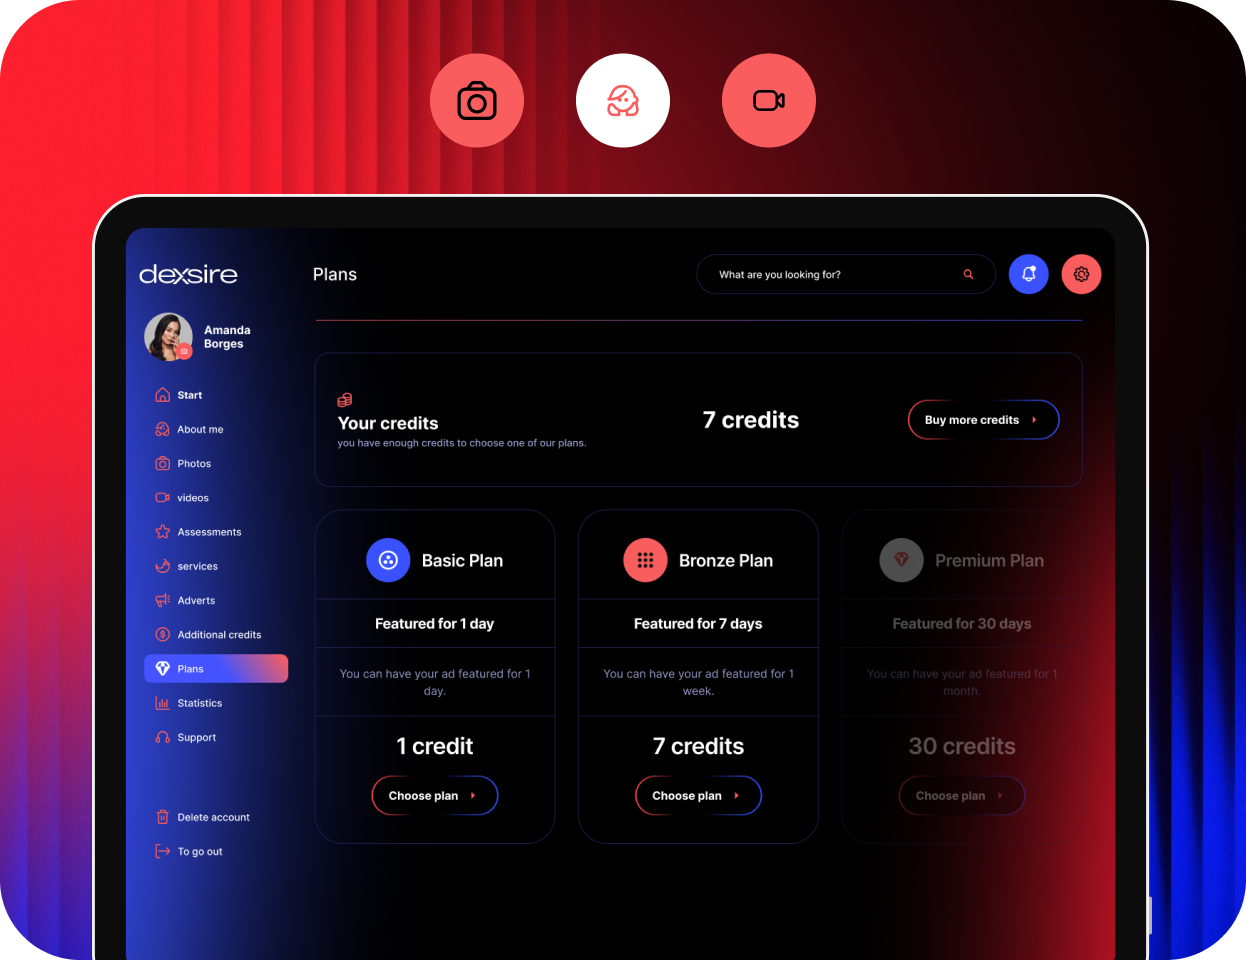 dexsire
Plans
What are you looking for?
Amanda
Borges
Start
About me
Photos
videos
Assessments
services
Adverts
Additional credits
Plans
Statistics
Support
Delete account
To go out
Your credits
you have enough credits to choose one of our plans.
7 credits
Buy more credits
Basic Plan
Featured for 1 day
You can have your ad featured for 1
day.
1 credit
Choose plan
Bronze Plan
Featured for 7 days
You can have your ad featured for 1
week.
7 credits
Choose plan
Premium Plan
Featured for 30 days
You can have your ad featured for 1
month.
30 credits
Choose plan